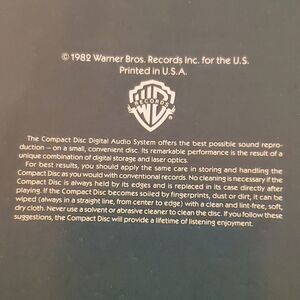 © 1982 Warner Bros. Records Inc. for the U.S.
Printed in U.S.A.
WB
RECORDS
®
The Compact Disc Digital Audio System offers the best possible sound repro-
duction – on a small, convenient disc. Its remarkable performance is the result of a
unique combination of digital storage and laser optics.
For best results, you should apply the same care in storing and handling the
Compact Disc as you would with conventional records. No cleaning is necessary if the
Compact Disc is always held by its edges and is replaced in its case directly after
playing. If the Compact Disc becomes soiled by fingerprints, dust or dirt, it can be
wiped (always in a straight line, from center to edge) with a clean and lint-free, soft,
dry cloth. Never use a solvent or abrasive cleaner to clean the disc. If you follow these
suggestions, the Compact Disc will provide a lifetime of listening enjoyment.